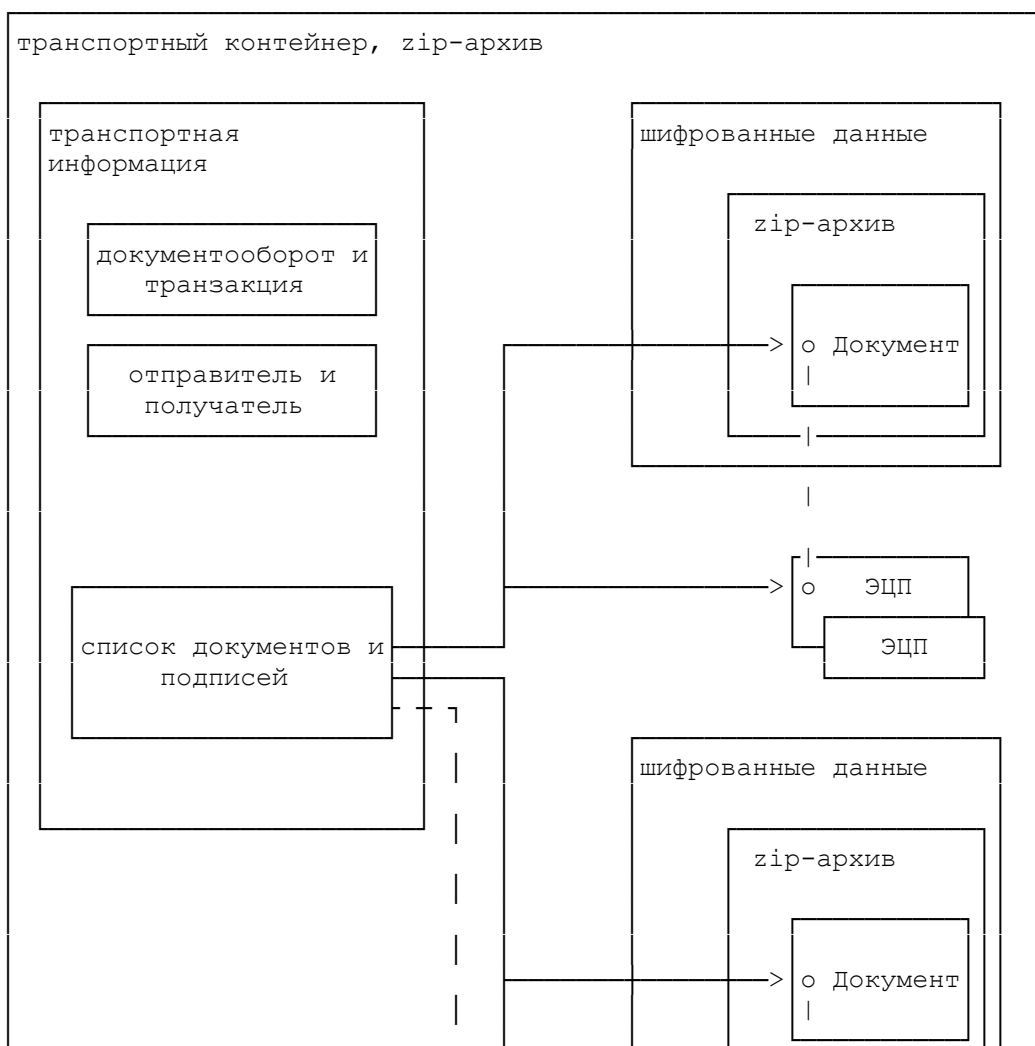 транспортный контейнер, zip-архив
транспортная
информация
документооборот и
транзакция
отправитель и
получатель
список документов и
подписей
шифрованные данные
zip-архив
Документ
ЭЦП
ЭЦП
шифрованные данные
zip-архив
Документ